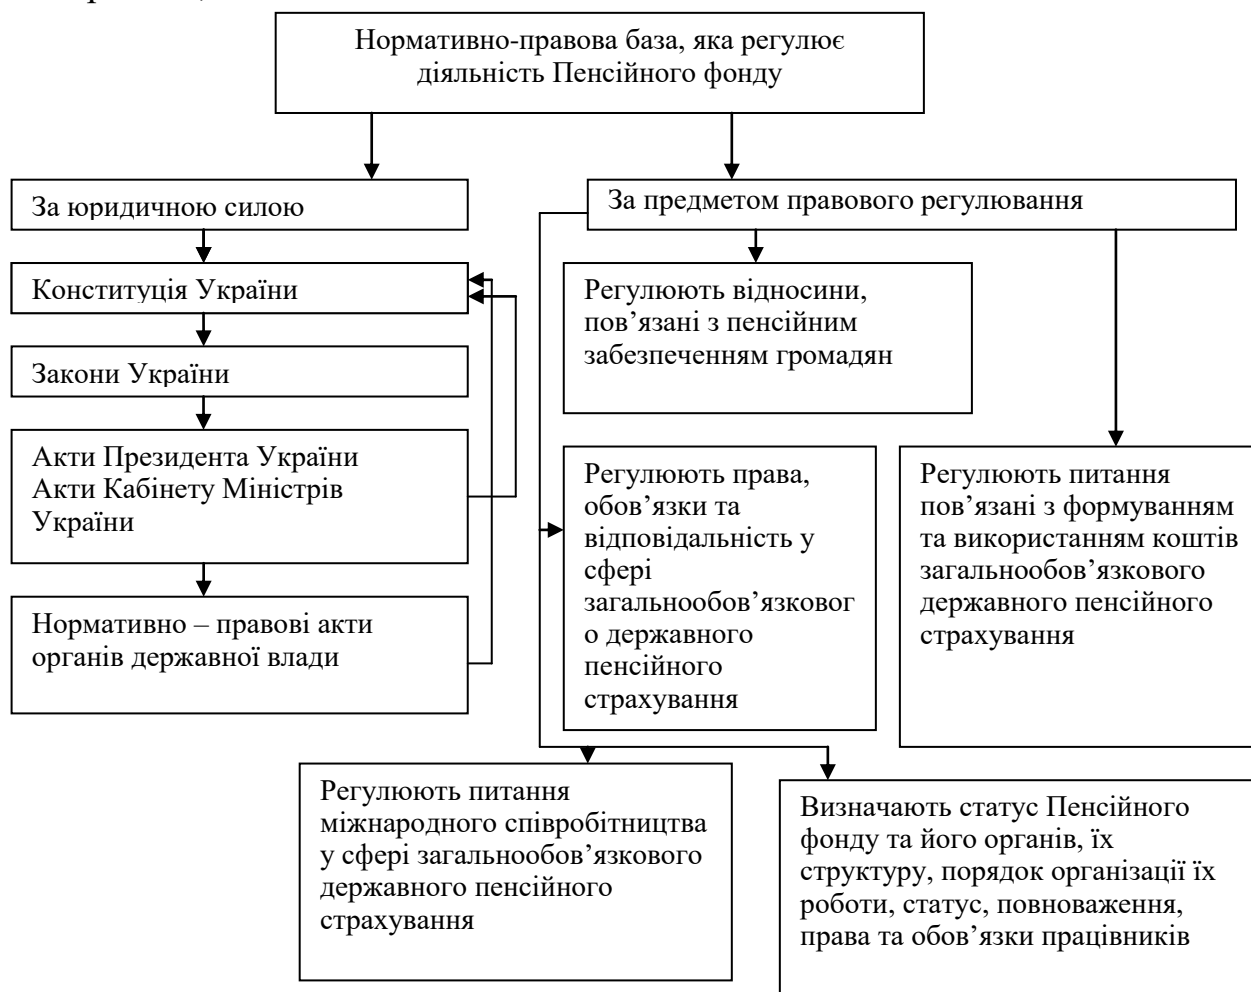 Нормативно-правова база, яка регулює
діяльність Пенсійного фонду
За юридичною силою
Конституція України
Закони України
Акти Президента України
Акти Кабінету Міністрів
України
Нормативно – правові акти
органів державної влади
За предметом правового регулювання
Регулюють відносини,
пов’язані з пенсійним
забезпеченням громадян
Регулюють права,
обов’язки та
відповідальність у
сфері
загальнообов’язковог
о державного
пенсійного
страхування
Регулюють питання
пов’язані з формуванням
та використанням коштів
загальнообов’язкового
державного пенсійного
страхування
Регулюють питання
міжнародного співробітництва
у сфері загальнообов’язкового
державного пенсійного
страхування
Визначають статус Пенсійного
фонду та його органів, їх
структуру, порядок організації їх
роботи, статус, повноваження,
права та обов’язки працівників